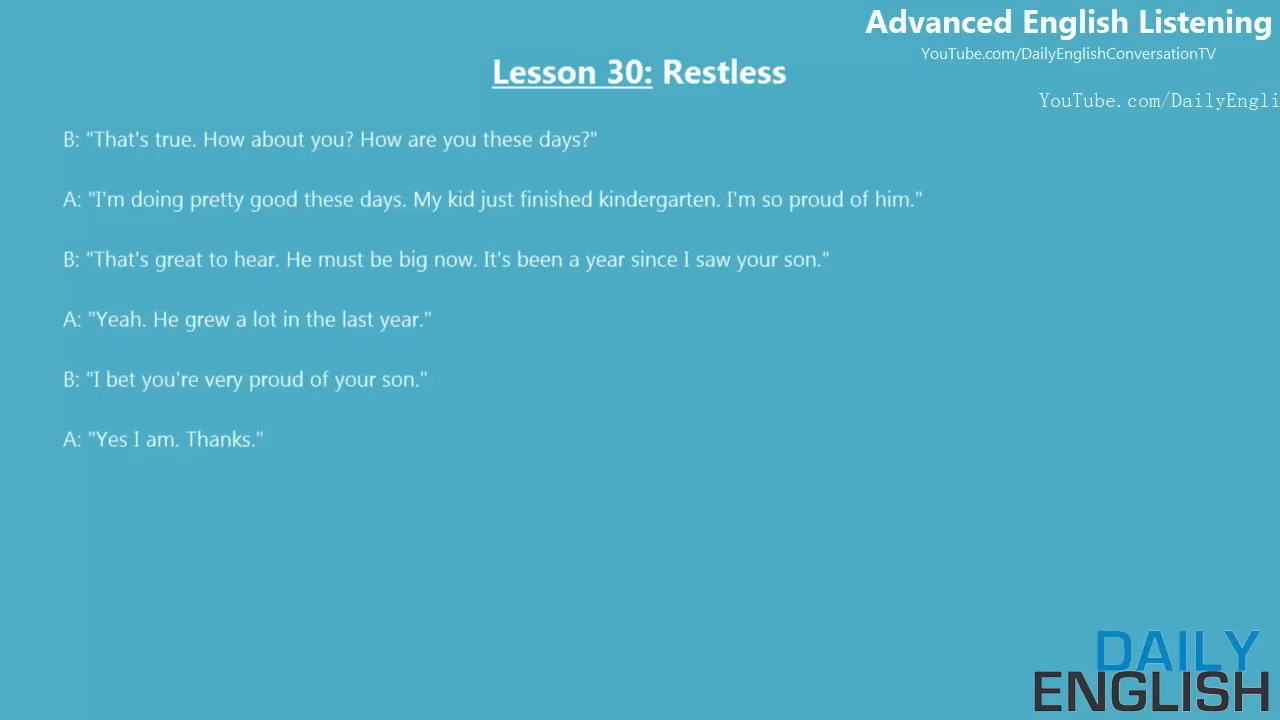 Advanced English Listening
YouTube.com/DailyEnglishConversationTV
Lesson 30: Restless
YouTube.com/DailyEngli
B: "That's true. How about you? How are you these days?"
A: "I'm doing pretty good these days. My kid just finished kindergarten. I'm so proud of him."
B: "That's great to hear. He must be big now. It's been a year since I saw your son."
A: "Yeah. He grew a lot in the last year."
B: "I bet you're very proud of your son."
A: "Yes I am. Thanks."
DAILY
ENGLISH